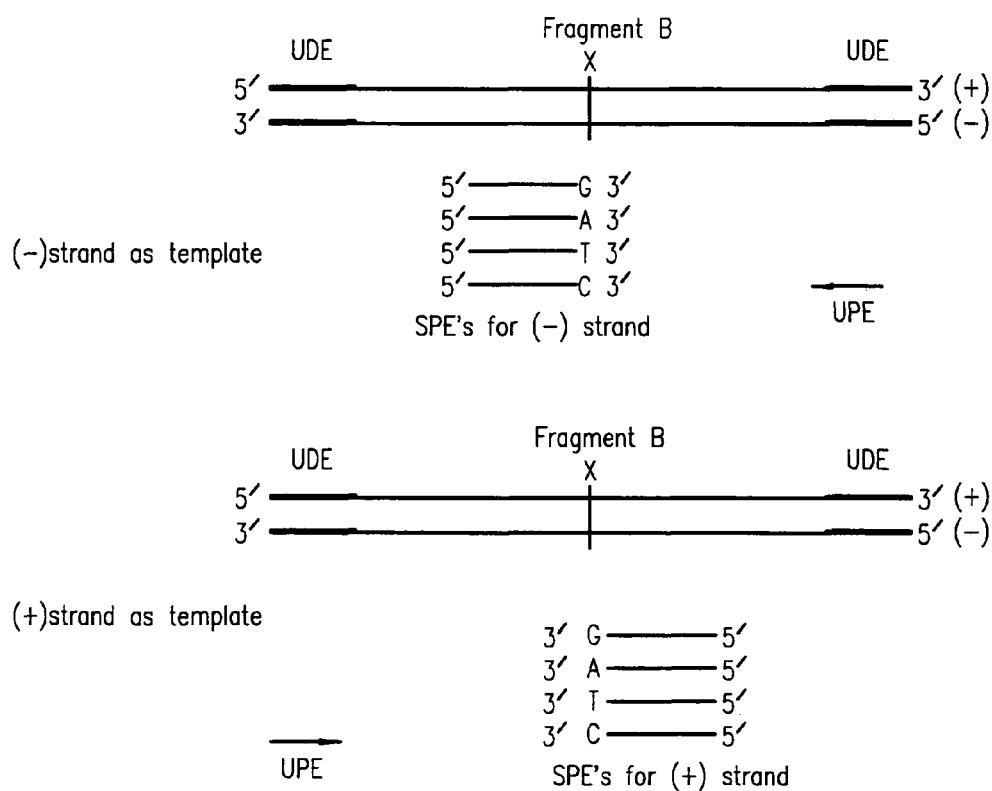 Fragment B
UDE X UDE
5′ 3′ (+)
3′ 5′ (−)
5′ G 3′
5′ A 3′
(−)strand as template 5′ T 3′
5′ C 3′
SPE's for (−) strand UPE
Fragment B
UDE X UDE
5′ 3′ (+)
3′ 5′ (−)
(+)strand as template
3′ G 5′
3′ A 5′
3′ T 5′
3′ C 5′
UPE SPE's for (+) strand